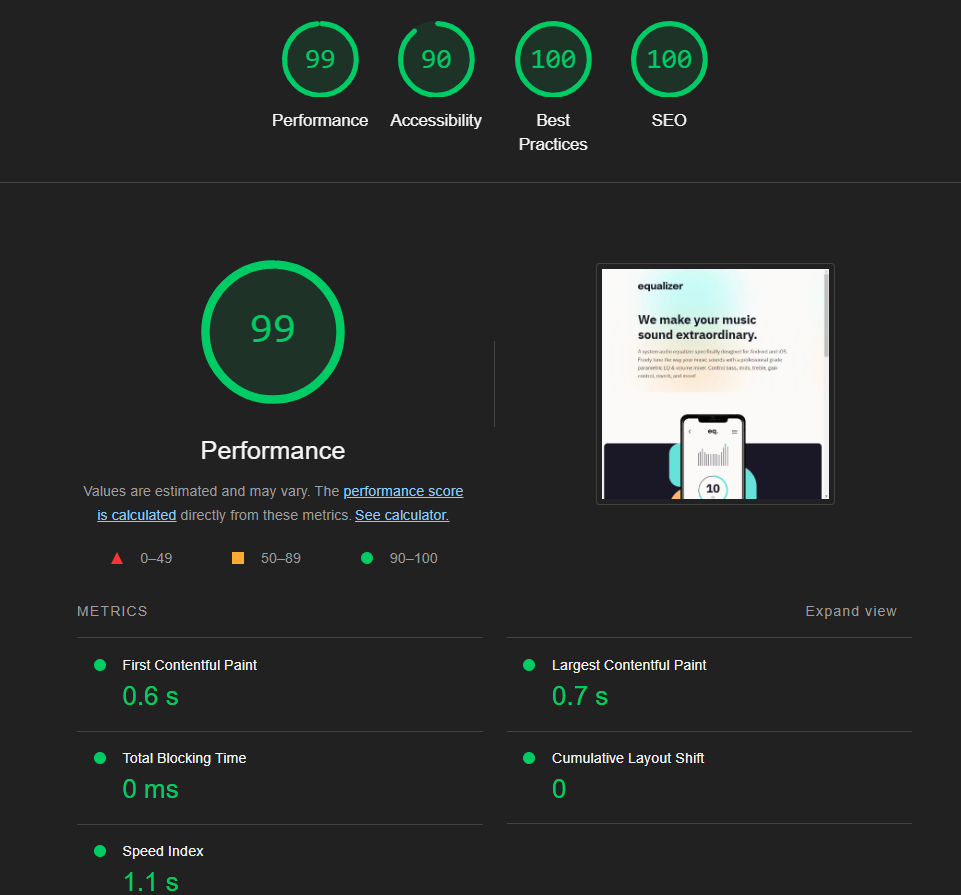 99
90
100
100
Performance
Accessibility
Best
Practices
SEO
99
Performance
Values are estimated and may vary. The performance score
is calculated directly from these metrics. See calculator.
0–49
50–89
90–100
equalizer
We make your music
sound extraordinary.
A system audio equalizer specifically designed for Android and iOS.
Freely tune the way your music sounds with a professional grade
parametric EQ & volume mixer. Control bass, mids, treble, gain
control, reverb, and more!
eq.
10
METRICS
Expand view
First Contentful Paint
0.6 s
Largest Contentful Paint
0.7 s
Total Blocking Time
0 ms
Cumulative Layout Shift
0
Speed Index
1.1 s